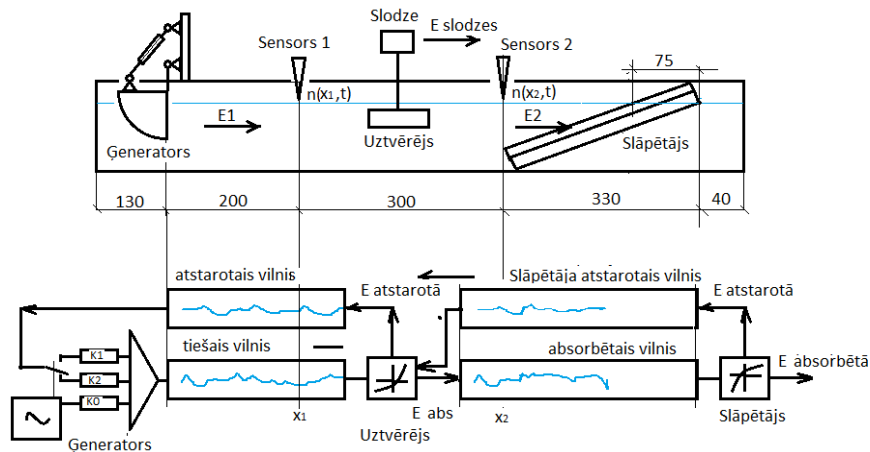 Slodze
E slodzes
Sensors 1
Sensors 2
75
n(x₁,t)
n(x₂,t)
E1
E2
Ģenerators
Uztvērējs
Slāpētājs
130
200
300
330
40
atstarotais vilnis
E atstarotā
Slāpētāja atstarotais vilnis
E atstarotā
K1
K2
K0
tiešais vilnis
absorbētais vilnis
E absorbētā
x₁
E abs
x₂
Uztvērējs
Slāpētājs
Ģenerators